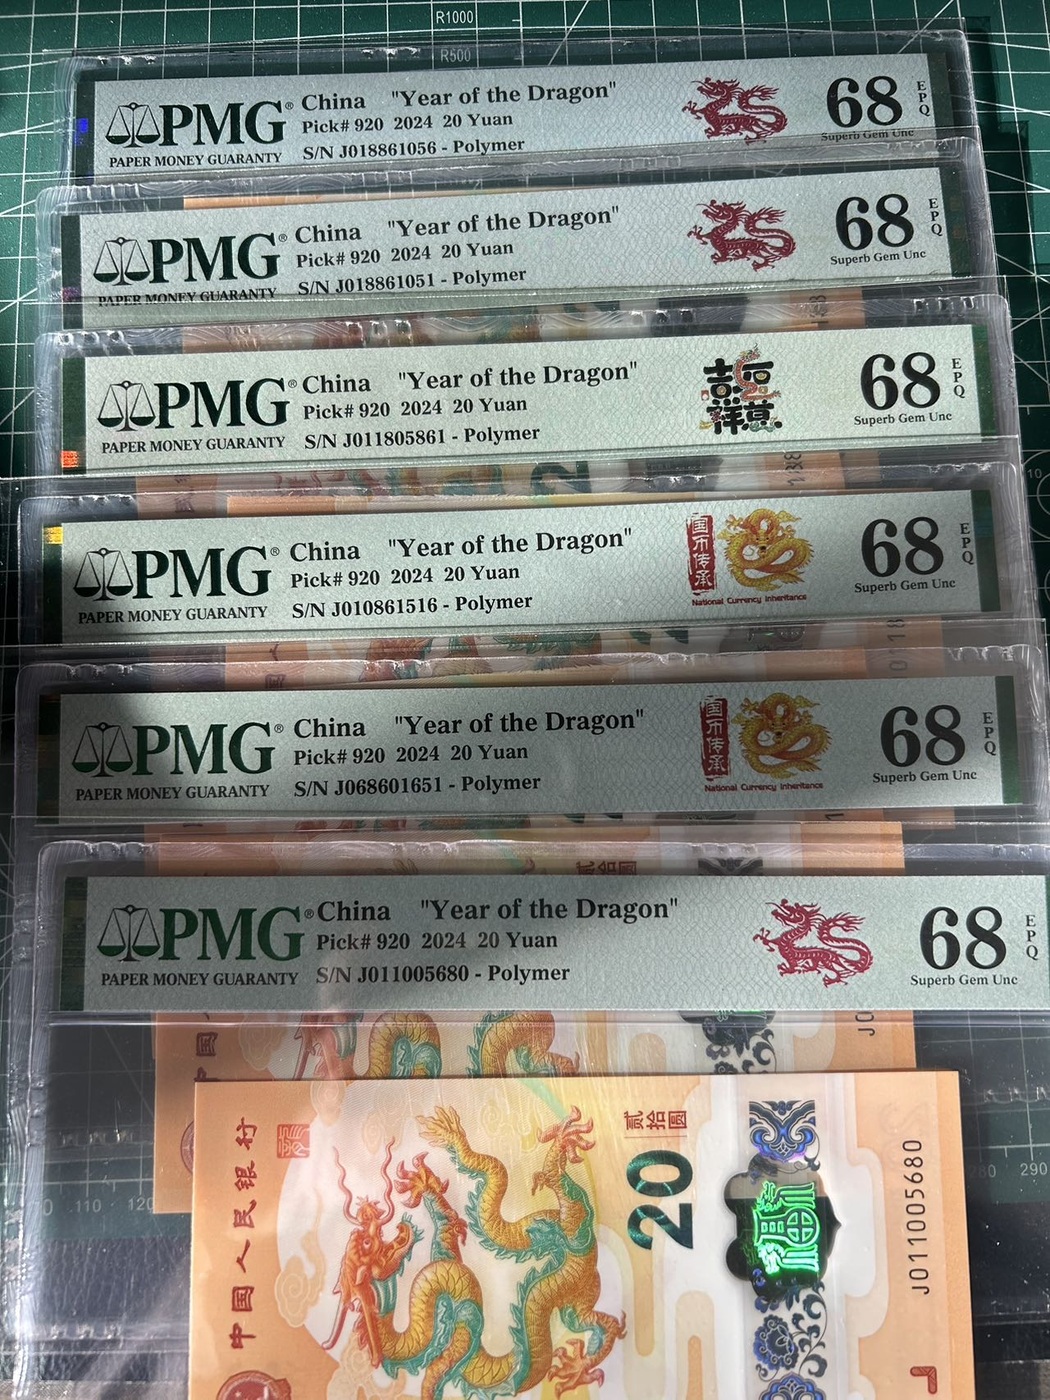 R1000
R500
PMG® China "Year of the Dragon" 68 EPQ
Pick# 920 2024 20 Yuan
PAPER MONEY GUARANTY S/N J018861056 - Polymer Superb Gem Unc
PMG® China "Year of the Dragon" 68 EPQ
Pick# 920 2024 20 Yuan
PAPER MONEY GUARANTY S/N J018861051 - Polymer Superb Gem Unc
PMG® China "Year of the Dragon" 68 EPQ
Pick# 920 2024 20 Yuan
PAPER MONEY GUARANTY S/N J011805861 - Polymer Superb Gem Unc
PMG® China "Year of the Dragon" 国币传承 68 EPQ
Pick# 920 2024 20 Yuan
PAPER MONEY GUARANTY S/N J010861516 - Polymer National Currency Inheritance Superb Gem Unc
PMG® China "Year of the Dragon" 国币传承 68 EPQ
Pick# 920 2024 20 Yuan
PAPER MONEY GUARANTY S/N J068601651 - Polymer National Currency Inheritance Superb Gem Unc
贰拾圆
PMG® China "Year of the Dragon" 68 EPQ
Pick# 920 2024 20 Yuan
PAPER MONEY GUARANTY S/N J011005680 - Polymer Superb Gem Unc
中国人民银行
贰拾圆
20
J011005680
110
280 290